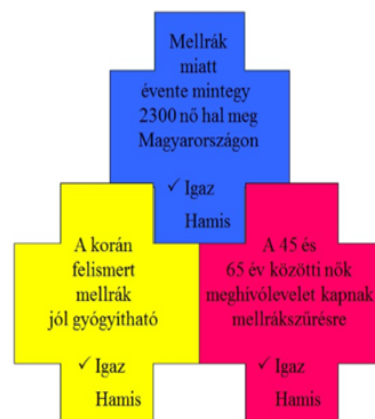 Mellrák
miatt
évente mintegy
2300 nő hal meg
Magyarországon
✓ Igaz
Hamis
A korán
felismert
mellrák
jól gyógyítható
✓ Igaz
Hamis
A 45 és
65 év közötti nők
meghívólevelet kapnak
mellrákszűrésre
✓ Igaz
Hamis